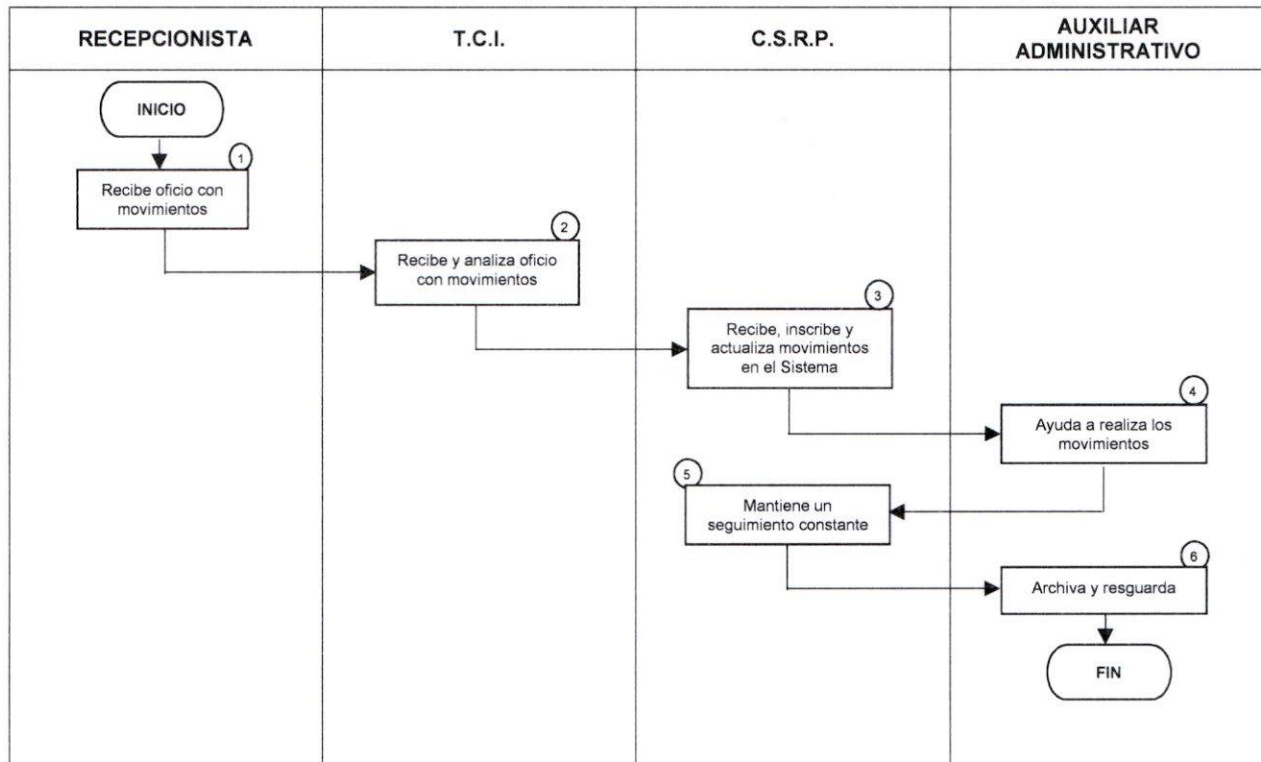 RECEPCIONISTA
T.C.I.
C.S.R.P.
AUXILIAR
ADMINISTRATIVO
INICIO
1
Recibe oficio con
movimientos
2
Recibe y analiza oficio
con movimientos
3
Recibe, inscribe y
actualiza movimientos
en el Sistema
4
Ayuda a realiza los
movimientos
5
Mantiene un
seguimiento constante
6
Archiva y resguarda
FIN